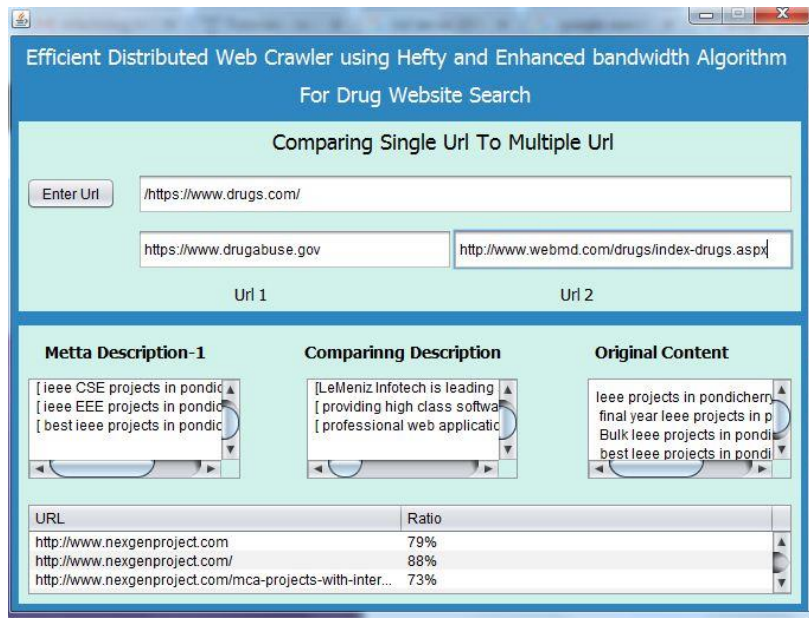 Efficient Distributed Web Crawler using Hefty and Enhanced bandwidth Algorithm
For Drug Website Search
Comparing Single Url To Multiple Url
Enter Url
/https://www.drugs.com/
https://www.drugabuse.gov
http://www.webmd.com/drugs/index-drugs.aspx
Url 1
Url 2
Metta Description-1
Comparinng Description
Original Content
[ ieee CSE projects in pondic
[ ieee EEE projects in pondic
[ best ieee projects in pondic
[LeMeniz Infotech is leading
[ providing high class softwa
[ professional web applicatic
Ieee projects in pondicherry
final year Ieee projects in p
Bulk Ieee projects in pondi
best Ieee projects in pondi
URL Ratio
http://www.nexgenproject.com 79%
http://www.nexgenproject.com/ 88%
http://www.nexgenproject.com/mca-projects-with-inter... 73%